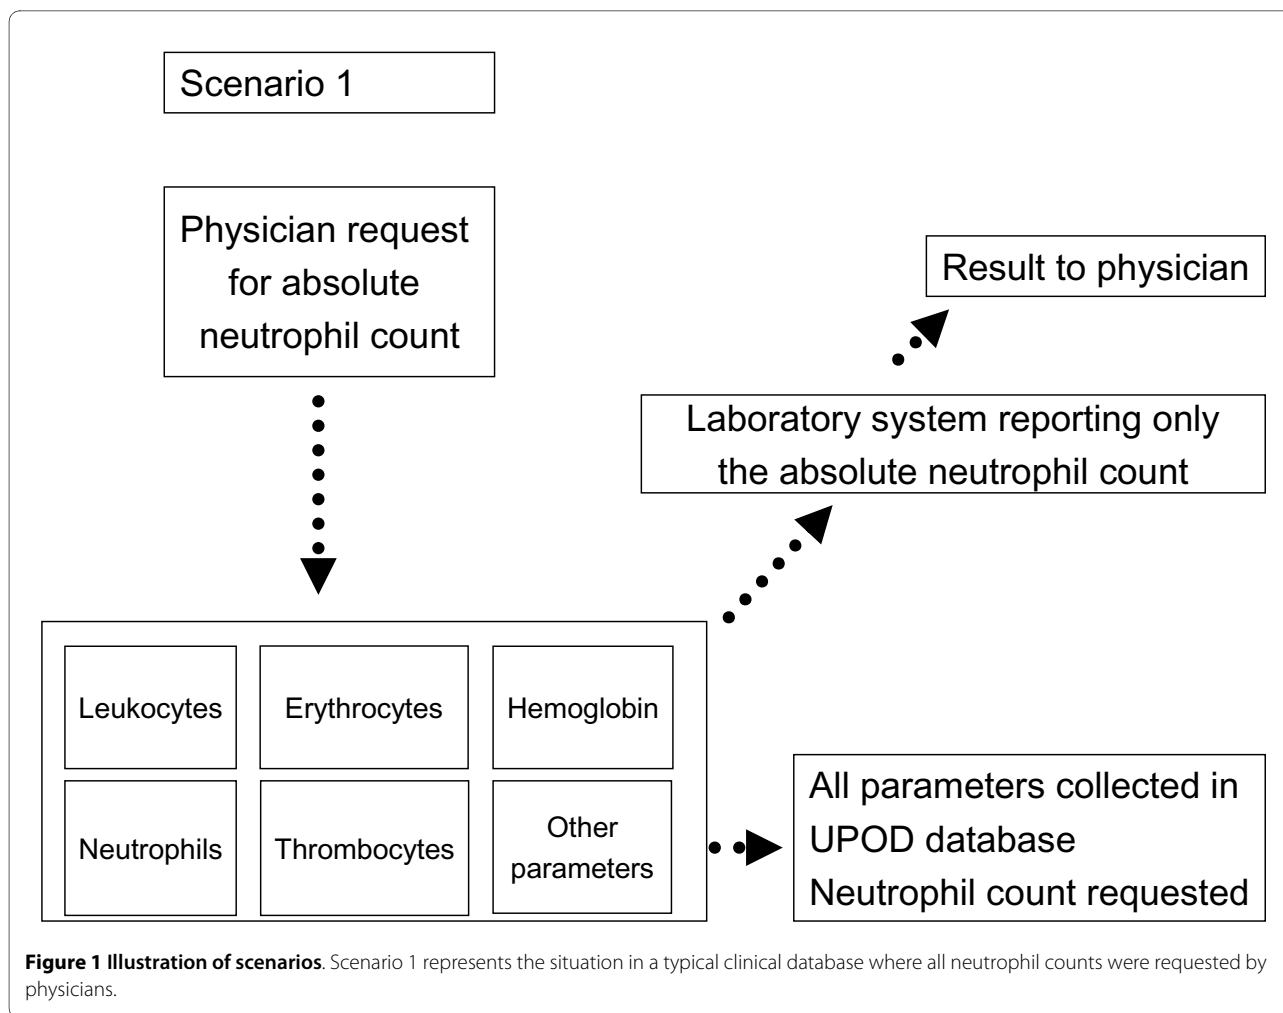 Scenario 1
Physician request
for absolute
neutrophil count
Result to physician
Laboratory system reporting only
the absolute neutrophil count
Leukocytes
Erythrocytes
Hemoglobin
Neutrophils
Thrombocytes
Other
parameters
All parameters collected in
UPOD database
Neutrophil count requested
Figure 1 Illustration of scenarios. Scenario 1 represents the situation in a typical clinical database where all neutrophil counts were requested by
physicians.